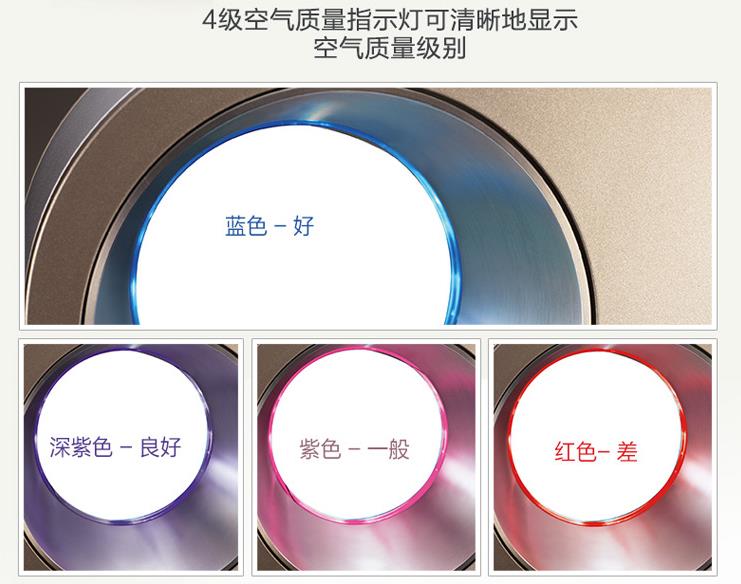 4级空气质量指示灯可清晰地显示
空气质量级别
蓝色 – 好
深紫色 – 良好
紫色 – 一般
红色– 差